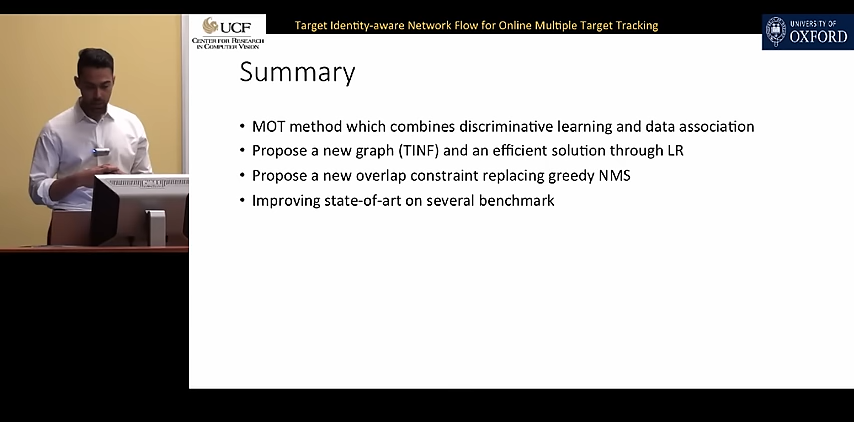 UCF
CENTER FOR RESEARCH
IN COMPUTER VISION
Target Identity-aware Network Flow for Online Multiple Target Tracking
UNIVERSITY OF
OXFORD
Summary
• MOT method which combines discriminative learning and data association
• Propose a new graph (TINF) and an efficient solution through LR
• Propose a new overlap constraint replacing greedy NMS
• Improving state-of-art on several benchmark